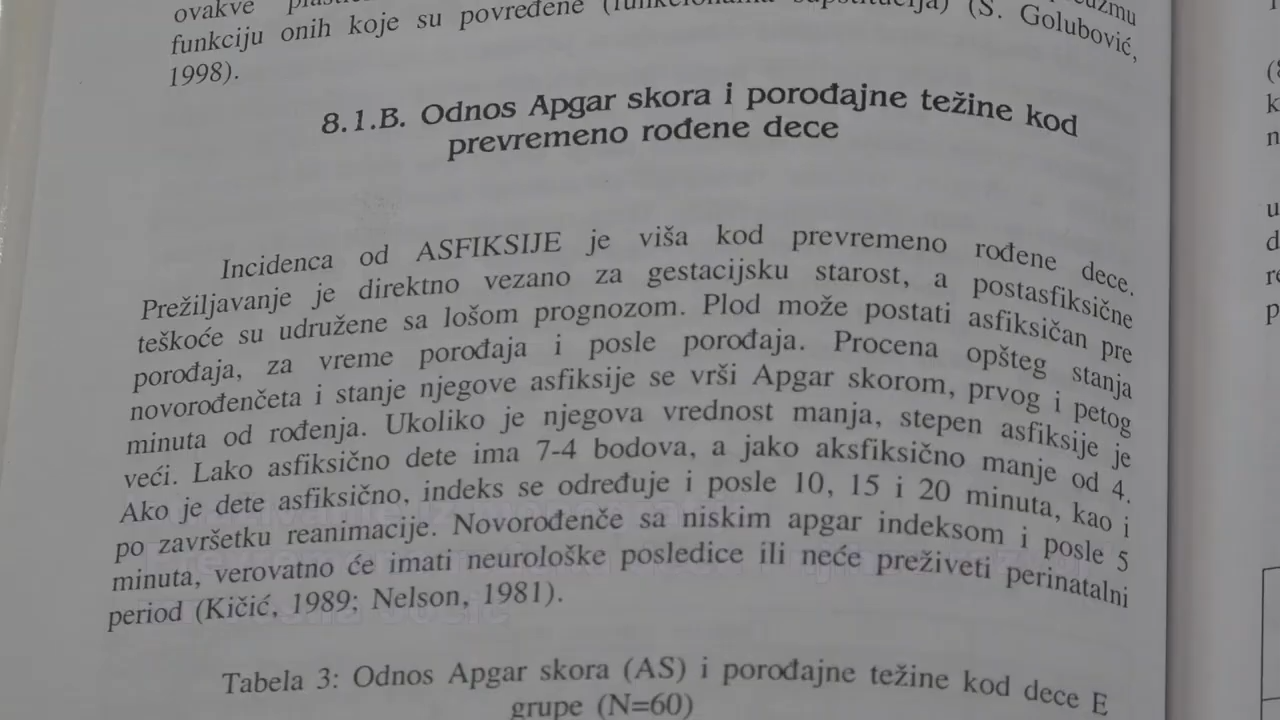 ovakve
funkciju onih koje su povređene (funkcionalna supstitucija) (S. Golubović,
1998).
8.1.B. Odnos Apgar skora i porođajne težine kod
prevremeno rođene dece
Incidenca od ASFIKSIJE je viša kod prevremeno rođene dece.
Prežiljavanje je direktno vezano za gestacijsku starost, a postasfiksične
teškoće su udružene sa lošom prognozom. Plod može postati asfiksičan pre
porođaja, za vreme porođaja i posle porođaja. Procena opšteg stanja
novorođenčeta i stanje njegove asfiksije se vrši Apgar skorom, prvog i petog
minuta od rođenja. Ukoliko je njegova vrednost manja, stepen asfiksije je
veći. Lako asfiksično dete ima 7-4 bodova, a jako aksfiksično manje od 4.
Ako je dete asfiksično, indeks se određuje i posle 10, 15 i 20 minuta, kao i
po završetku reanimacije. Novorođenče sa niskim apgar indeksom i posle 5
minuta, verovatno će imati neurološke posledice ili neće preživeti perinatalni
period (Kičić, 1989; Nelson, 1981).
Tabela 3: Odnos Apgar skora (AS) i porođajne težine kod dece E
grupe (N=60)